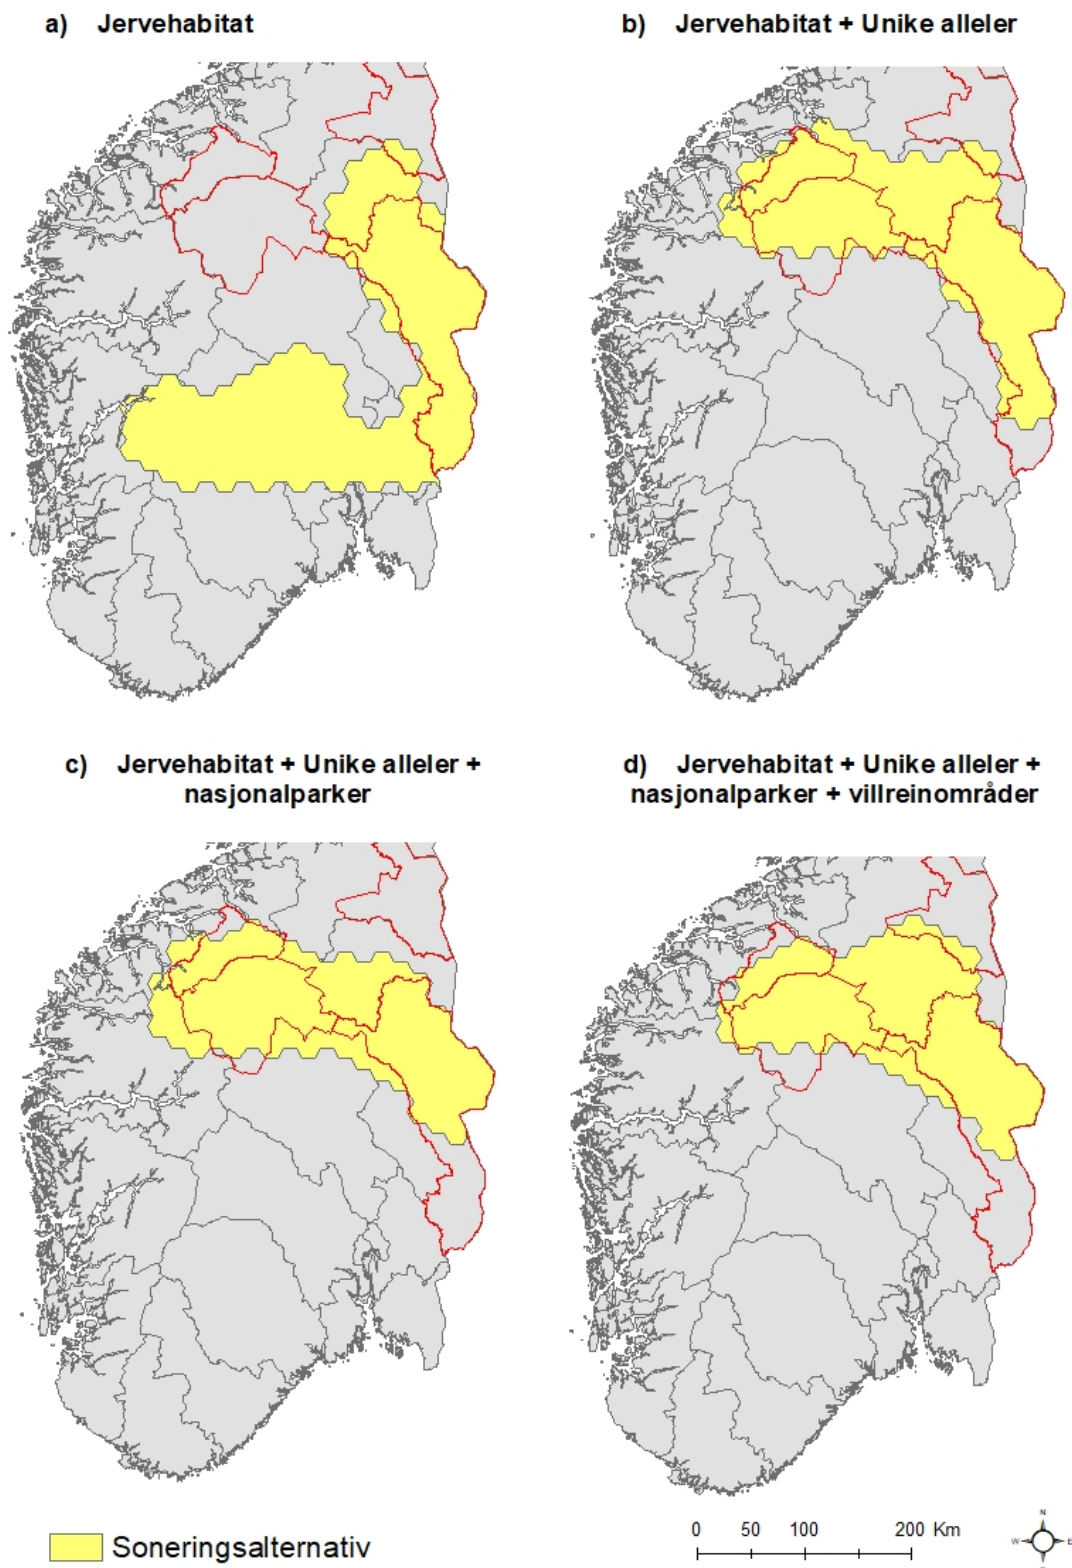 a) Jervehabitat
b) Jervehabitat + Unike alleler
c) Jervehabitat + Unike alleler +
nasjonalparker
d) Jervehabitat + Unike alleler +
nasjonalparker + villreinområder
Soneringsalternativ
0 50 100 200 Km
N
W E